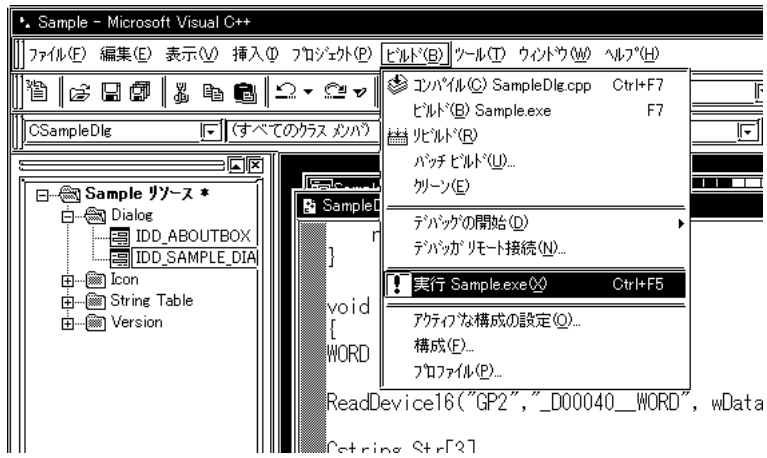 Sample - Microsoft Visual C++
ﾌｧｲﾙ(F) 編集(E) 表示(V) 挿入(I) ﾌﾟﾛｼﾞｪｸﾄ(P) ﾋﾞﾙﾄﾞ(B) ﾂｰﾙ(T) ｳｨﾝﾄﾞｳ(W) ﾍﾙﾌﾟ(H)
CSampleDlg
(すべてのｸﾗｽ ﾒﾝﾊﾞ)
ｺﾝﾊﾟｲﾙ(C) SampleDlg.cpp Ctrl+F7
ﾋﾞﾙﾄﾞ(B) Sample.exe F7
ﾘﾋﾞﾙﾄﾞ(R)
ﾊﾞｯﾁ ﾋﾞﾙﾄﾞ(U)...
ｸﾘｰﾝ(E)
ﾃﾞﾊﾞｯｸﾞの開始(D)
ﾃﾞﾊﾞｯｶﾞ ﾘﾓｰﾄ接続(N)...
実行 Sample.exe(X) Ctrl+F5
ｱｸﾃｨﾌﾞな構成の設定(O)...
構成(F)...
ﾌﾟﾛﾌｧｲﾙ(P)...
Sample ﾘｿｰｽ *
Dialog
IDD_ABOUTBOX
IDD_SAMPLE_DIA
Icon
String Table
Version
SampleD
}
void
{
WORD
ReadDevice16("GP2","_D00040__WORD", wData
Cstring Str[3]